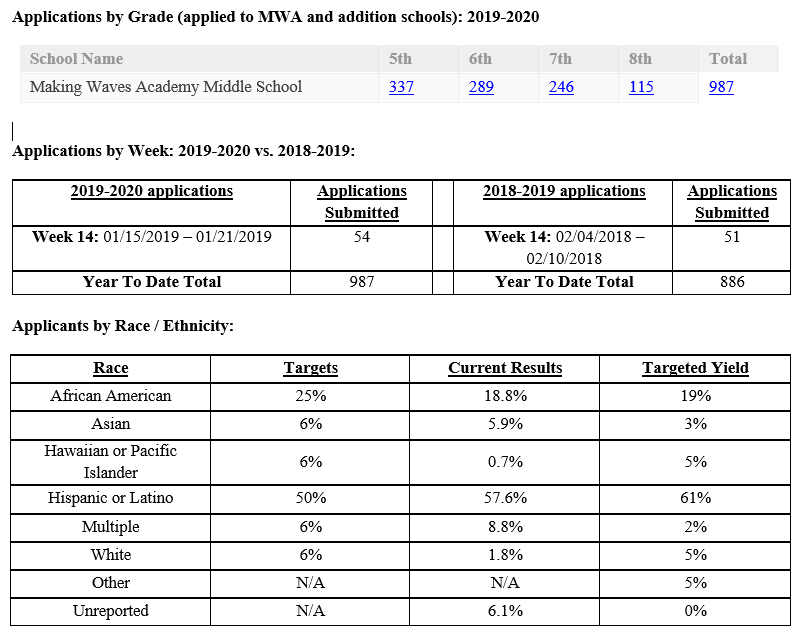 Applications by Grade (applied to MWA and addition schools): 2019-2020
School Name 5th 6th 7th 8th Total
Making Waves Academy Middle School 337 289 246 115 987
Applications by Week: 2019-2020 vs. 2018-2019:
2019-2020 applications Applications Submitted 2018-2019 applications Applications Submitted
Week 14: 01/15/2019 – 01/21/2019 54 Week 14: 02/04/2018 – 02/10/2018 51
Year To Date Total 987 Year To Date Total 886
Applicants by Race / Ethnicity:
Race Targets Current Results Targeted Yield
African American 25% 18.8% 19%
Asian 6% 5.9% 3%
Hawaiian or Pacific Islander 6% 0.7% 5%
Hispanic or Latino 50% 57.6% 61%
Multiple 6% 8.8% 2%
White 6% 1.8% 5%
Other N/A N/A 5%
Unreported N/A 6.1% 0%